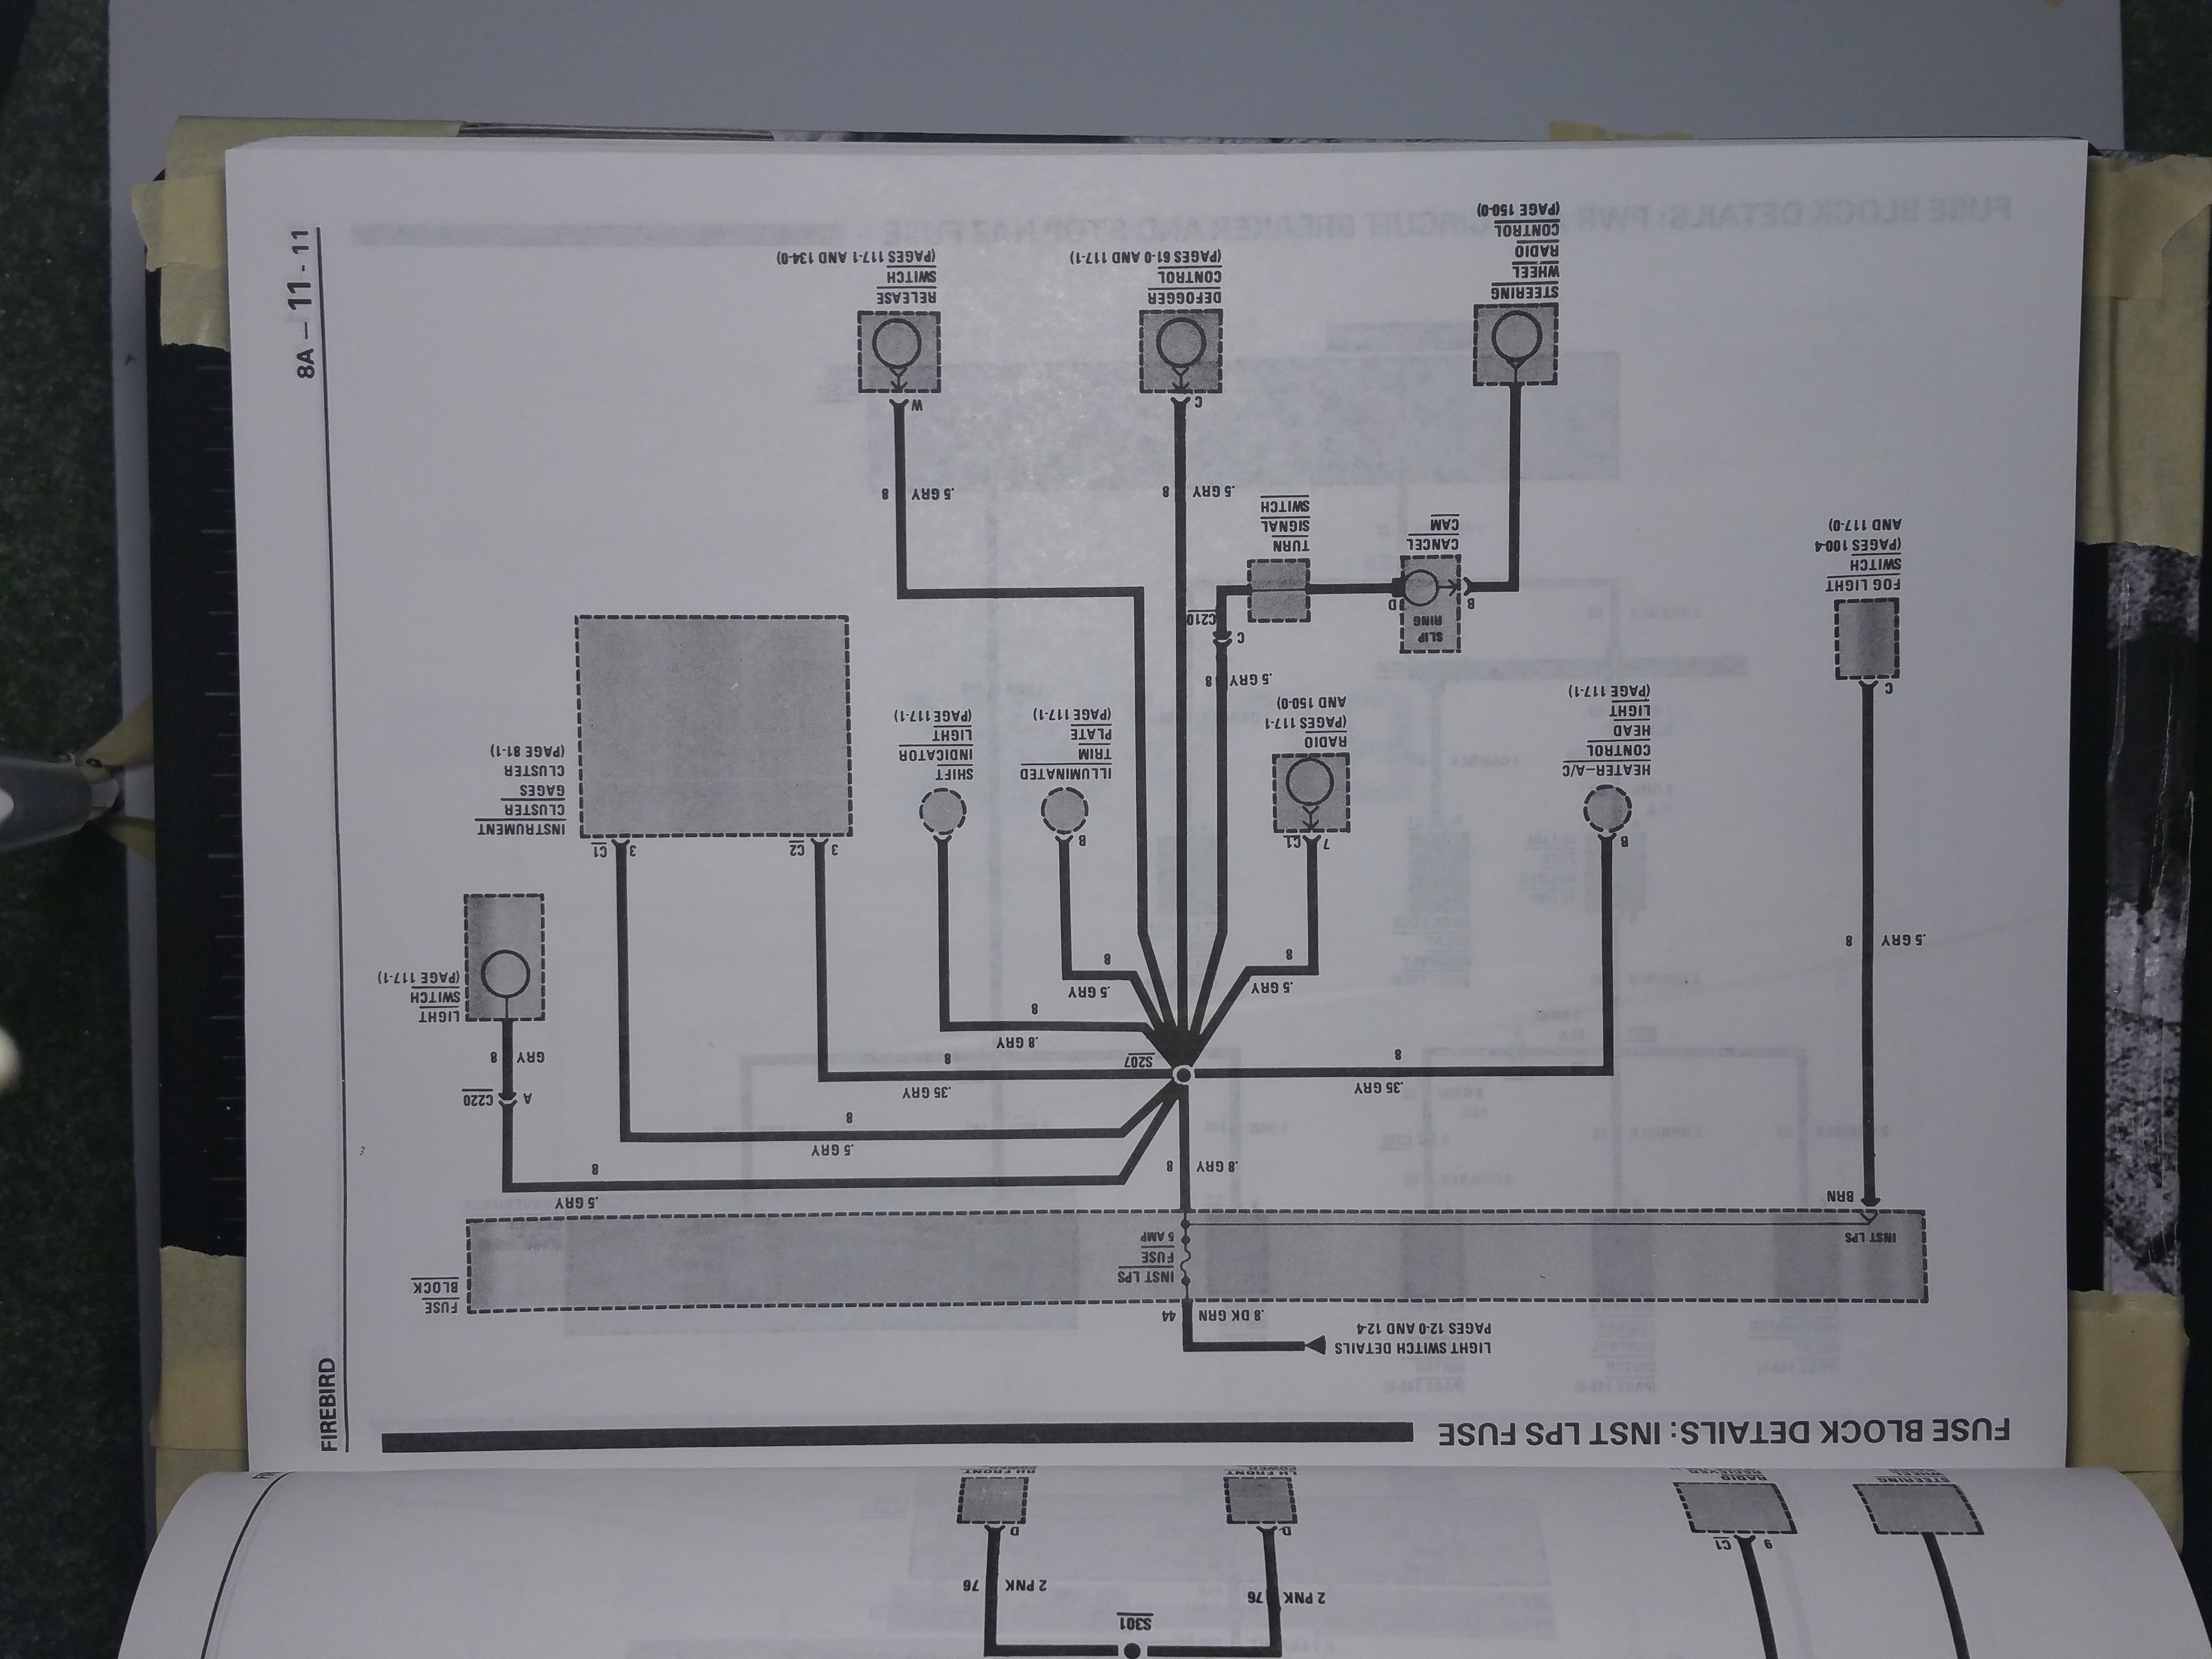 8A — 11 - 11
FIREBIRD
FUSE BLOCK DETAILS: INST LPS FUSE
LIGHT SWITCH DETAILS
PAGES 12-0 AND 12-4
.8 DK GRN
44
FUSE
BLOCK
INST LPS
FUSE
5 AMP
INST LPS
BRN
.8 GRY
8
.5 GRY
8
C
FOG LIGHT
SWITCH
(PAGES 100-4
AND 117-0)
S207
.35 GRY
8
B
HEATER–A/C
CONTROL
HEAD
LIGHT
(PAGE 117-1)
.5 GRY
8
7
C1
RADIO
(PAGES 117-1
AND 150-0)
.5 GRY
8
C
C210
TURN
SIGNAL
SWITCH
D
SLIP
RING
B
CANCEL
CAM
STEERING
WHEEL
RADIO
CONTROL
(PAGE 150-0)
.5 GRY
8
C
DEFOGGER
CONTROL
(PAGES 61-0 AND 117-1)
.5 GRY
8
W
RELEASE
SWITCH
(PAGES 117-1 AND 134-0)
.5 GRY
8
B
ILLUMINATED
TRIM
PLATE
(PAGE 117-1)
.8 GRY
8
SHIFT
INDICATOR
LIGHT
(PAGE 117-1)
.35 GRY
8
3
C2
.5 GRY
8
3
C1
INSTRUMENT
CLUSTER
GAGES
CLUSTER
(PAGE 81-1)
.5 GRY
8
A
C220
GRY
8
LIGHT
SWITCH
(PAGE 117-1)
S301
2 PNK
76
2 PNK
76
D
D
LH FRONT
RH FRONT
9
C1
STEERING
WHEEL
RADIO
RECEIVER